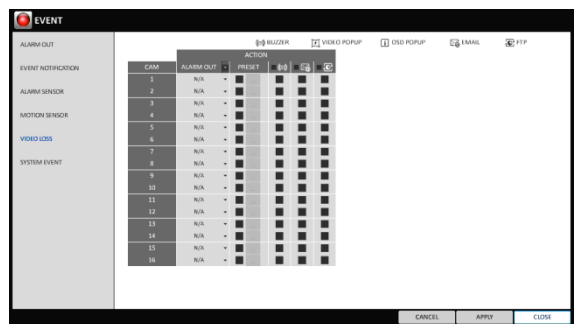 EVENT
BUZZER VIDEO POPUP OSD POPUP EMAIL FTP
ALARM OUT
EVENT NOTIFICATION
ALARM SENSOR
MOTION SENSOR
VIDEO LOSS
SYSTEM EVENT
ACTION
CAM ALARM OUT PRESET
1 N/A
2 N/A
3 N/A
4 N/A
5 N/A
6 N/A
7 N/A
8 N/A
9 N/A
10 N/A
11 N/A
12 N/A
13 N/A
14 N/A
15 N/A
16 N/A
CANCEL APPLY CLOSE